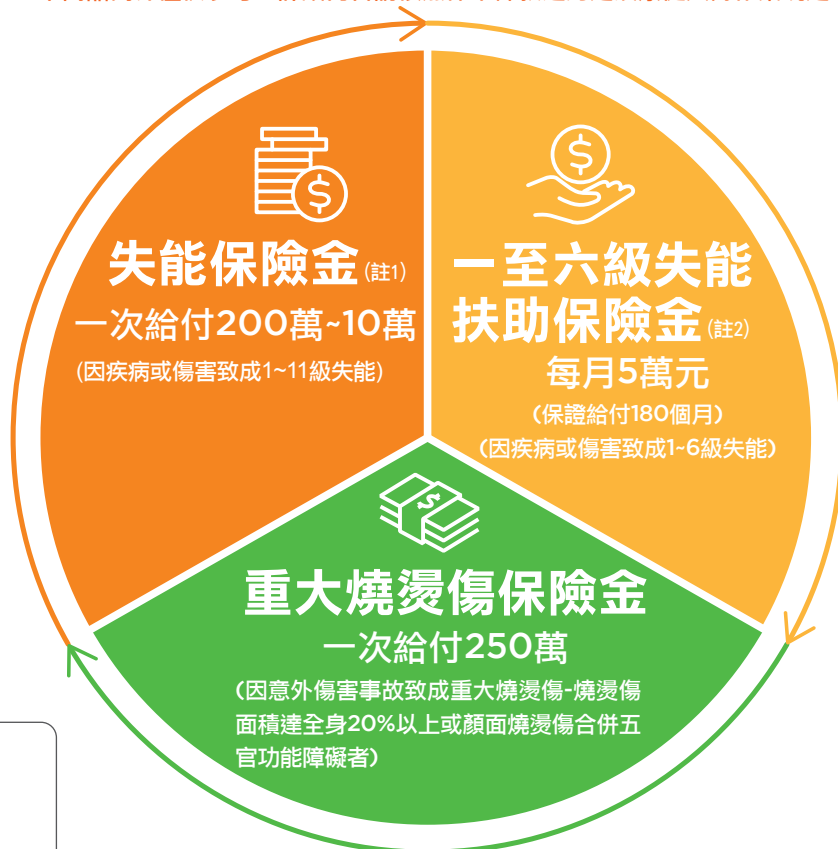 失能保險金(註1)
一次給付200萬~10萬
(因疾病或傷害致成1~11級失能)
一至六級失能
扶助保險金(註2)
每月5萬元
(保證給付180個月)
(因疾病或傷害致成1~6級失能)
重大燒燙傷保險金
一次給付250萬
(因意外傷害事故致成重大燒燙傷-燒燙傷
面積達全身20%以上或顏面燒燙傷合併五
官功能障礙者)